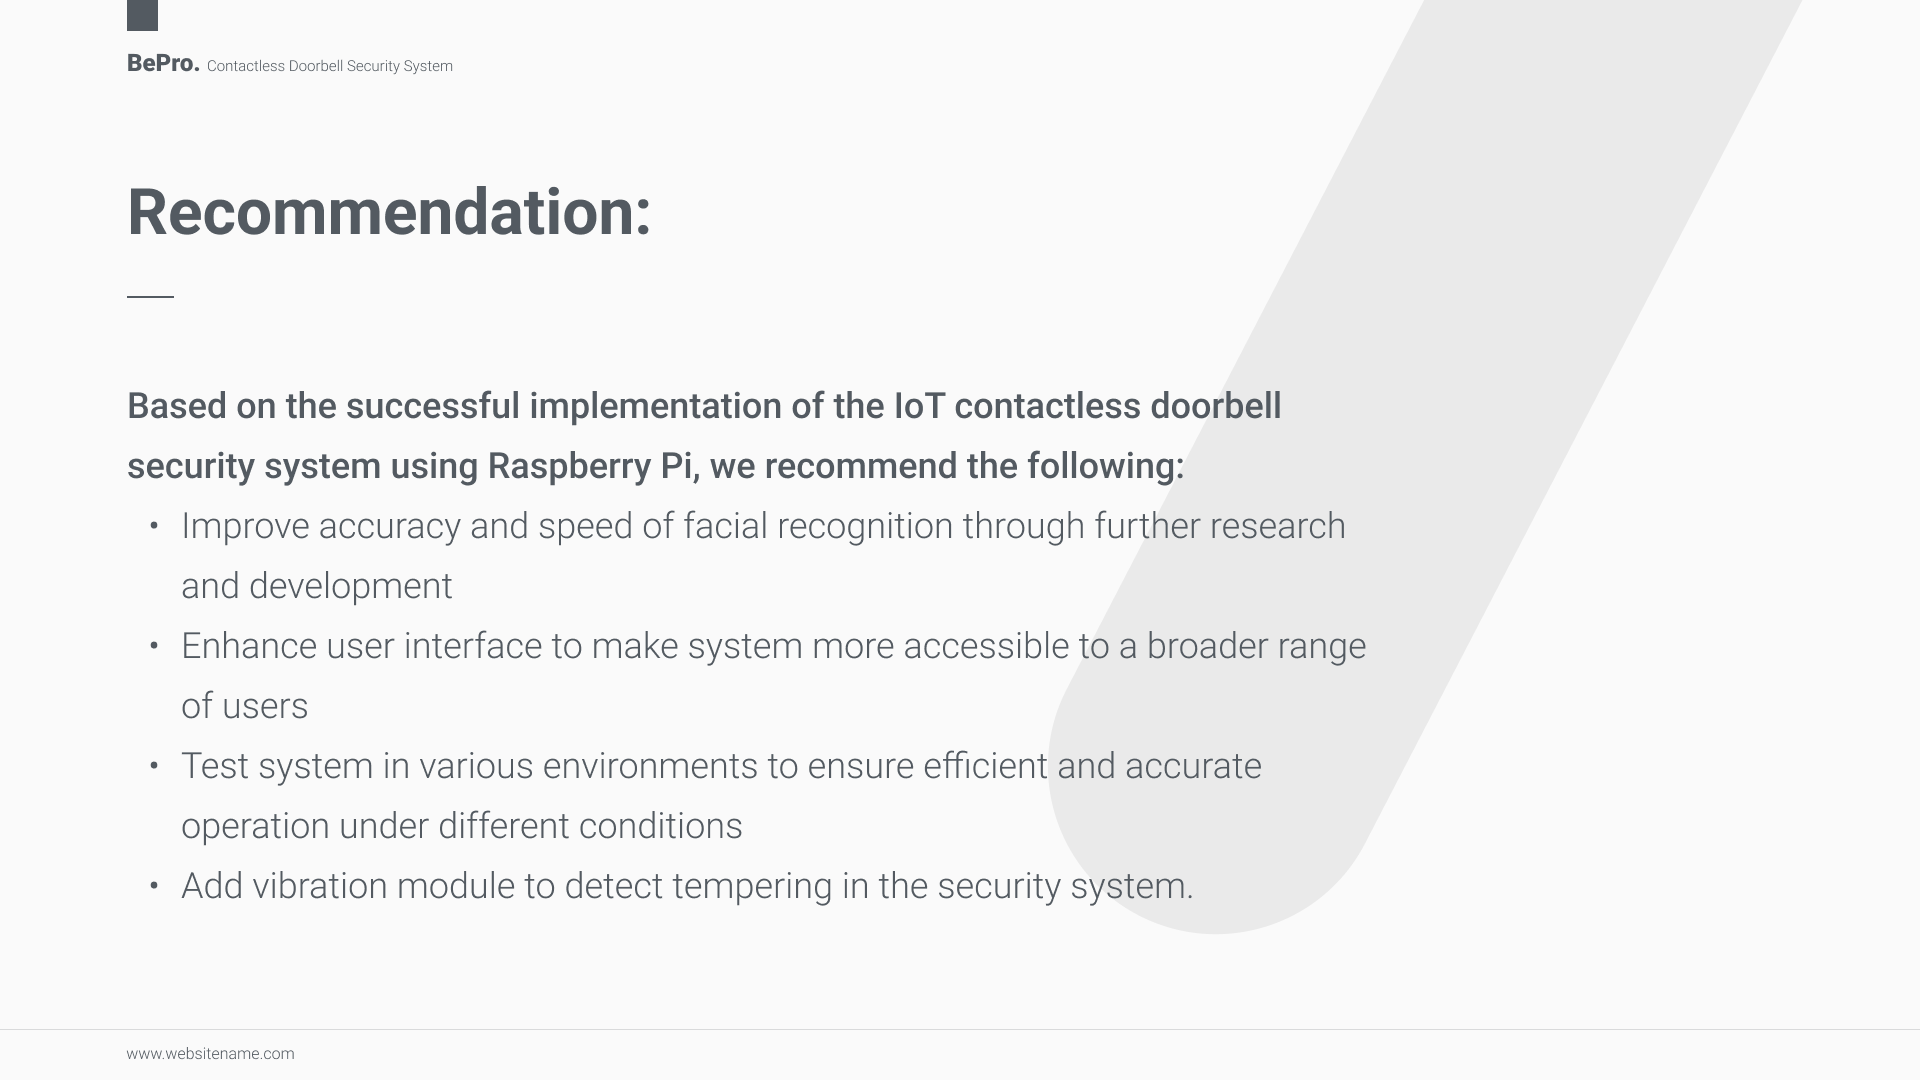 BePro. Contactless Doorbell Security System
Recommendation:
Based on the successful implementation of the IoT contactless doorbell
security system using Raspberry Pi, we recommend the following:
• Improve accuracy and speed of facial recognition through further research
and development
• Enhance user interface to make system more accessible to a broader range
of users
• Test system in various environments to ensure efficient and accurate
operation under different conditions
• Add vibration module to detect tempering in the security system.
www.websitename.com